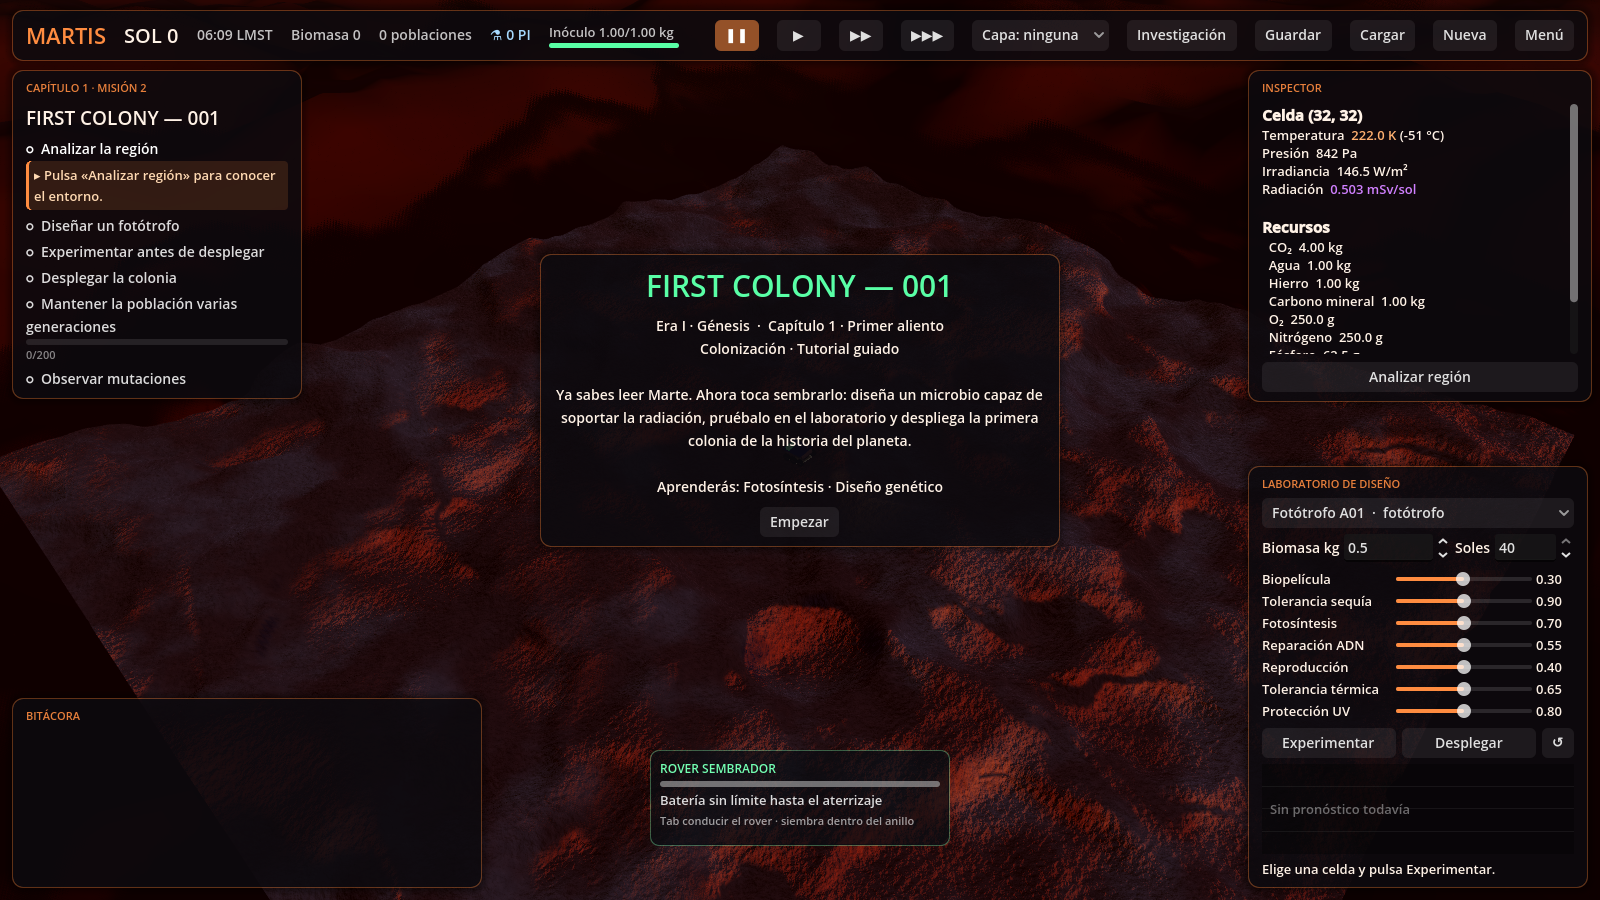 MARTIS SOL 0 06:09 LMST Biomasa 0 0 poblaciones ⚗ 0 PI Inóculo 1.00/1.00 kg ❚❚ ▶ ▶▶ ▶▶▶ Capa: ninguna Investigación Guardar Cargar Nueva Menú
CAPÍTULO 1 · MISIÓN 2
FIRST COLONY — 001
Analizar la región
▸ Pulsa «Analizar región» para conocer
el entorno.
Diseñar un fotótrofo
Experimentar antes de desplegar
Desplegar la colonia
Mantener la población varias
generaciones
0/200
Observar mutaciones
FIRST COLONY — 001
Era I · Génesis · Capítulo 1 · Primer aliento
Colonización · Tutorial guiado
Ya sabes leer Marte. Ahora toca sembrarlo: diseña un microbio capaz de
soportar la radiación, pruébalo en el laboratorio y despliega la primera
colonia de la historia del planeta.
Aprenderás: Fotosíntesis · Diseño genético
Empezar
INSPECTOR
Celda (32, 32)
Temperatura 222.0 K (-51 °C)
Presión 842 Pa
Irradiancia 146.5 W/m²
Radiación 0.503 mSv/sol
Recursos
CO₂ 4.00 kg
Agua 1.00 kg
Hierro 1.00 kg
Carbono mineral 1.00 kg
O₂ 250.0 g
Nitrógeno 250.0 g
Fósforo 62.5 g
Analizar región
LABORATORIO DE DISEÑO
Fotótrofo A01 · fotótrofo
Biomasa kg 0.5 Soles 40
Biopelícula 0.30
Tolerancia sequía 0.90
Fotosíntesis 0.70
Reparación ADN 0.55
Reproducción 0.40
Tolerancia térmica 0.65
Protección UV 0.80
Experimentar Desplegar ↺
Sin pronóstico todavía
Elige una celda y pulsa Experimentar.
BITÁCORA
ROVER SEMBRADOR
Batería sin límite hasta el aterrizaje
Tab conducir el rover · siembra dentro del anillo